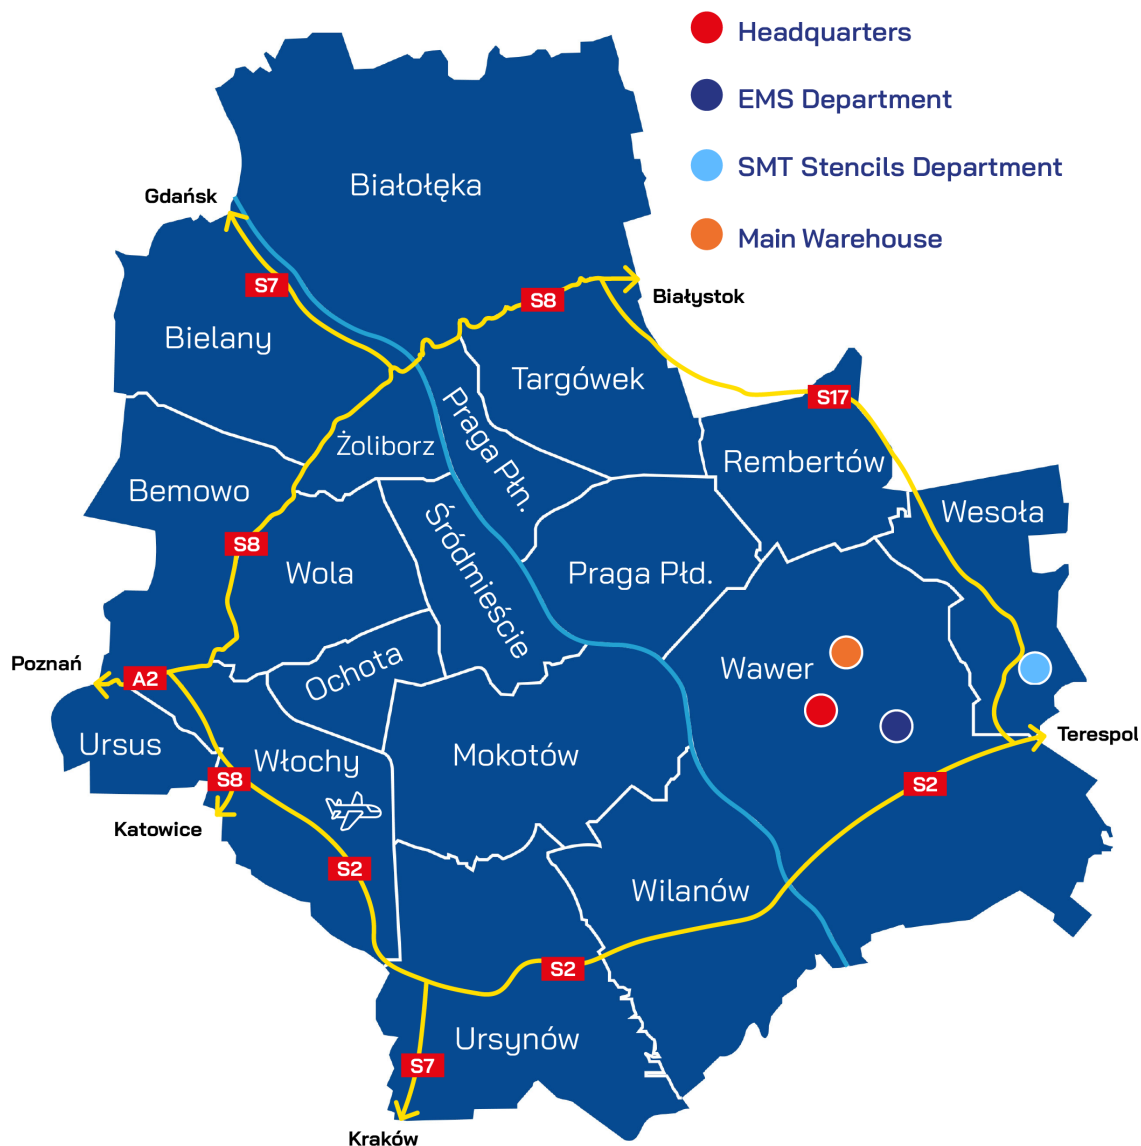 Headquarters
EMS Department
SMT Stencils Department
Main Warehouse
Białołęka
Gdańsk
S7
S8
Białystok
Bielany
Targówek
S17
Praga Płn.
Żoliborz
Rembertów
Bemowo
Wesoła
Śródmieście
S8
Wola
Praga Płd.
Poznań
A2
Ochota
Wawer
Ursus
Włochy
Mokotów
Terespol
S8
S2
Katowice
S2
Wilanów
S2
Ursynów
S7
Kraków